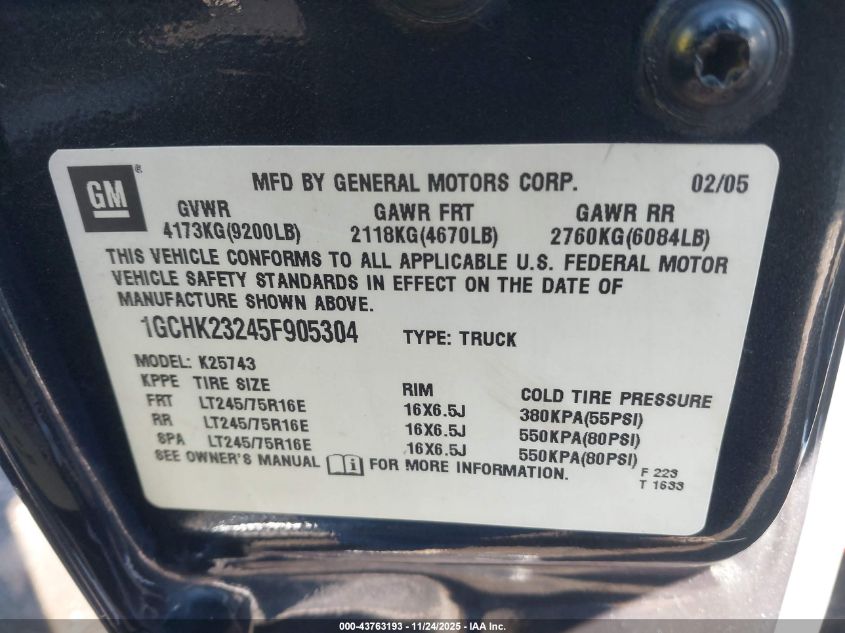 GM®
MFD BY GENERAL MOTORS CORP. 02/05
GVWR GAWR FRT GAWR RR
4173KG(9200LB) 2118KG(4670LB) 2760KG(6084LB)
THIS VEHICLE CONFORMS TO ALL APPLICABLE U.S. FEDERAL MOTOR
VEHICLE SAFETY STANDARDS IN EFFECT ON THE DATE OF
MANUFACTURE SHOWN ABOVE.
1GCHK23245F905304 TYPE: TRUCK
MODEL: K25743
KPPE TIRE SIZE RIM COLD TIRE PRESSURE
FRT LT245/75R16E 16X6.5J 380KPA(55PSI)
RR LT245/75R16E 16X6.5J 550KPA(80PSI)
SPA LT245/75R16E 16X6.5J 550KPA(80PSI)
SEE OWNER'S MANUAL i FOR MORE INFORMATION.
F 223
T 1633
000-43763193 - 11/24/2025 - IAA Inc.